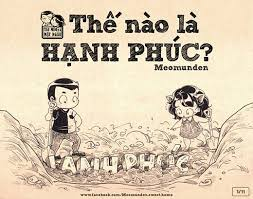 Thế nào là
HẠNH PHÚC?
Meomunden
HẠNH PHÚC
1/11